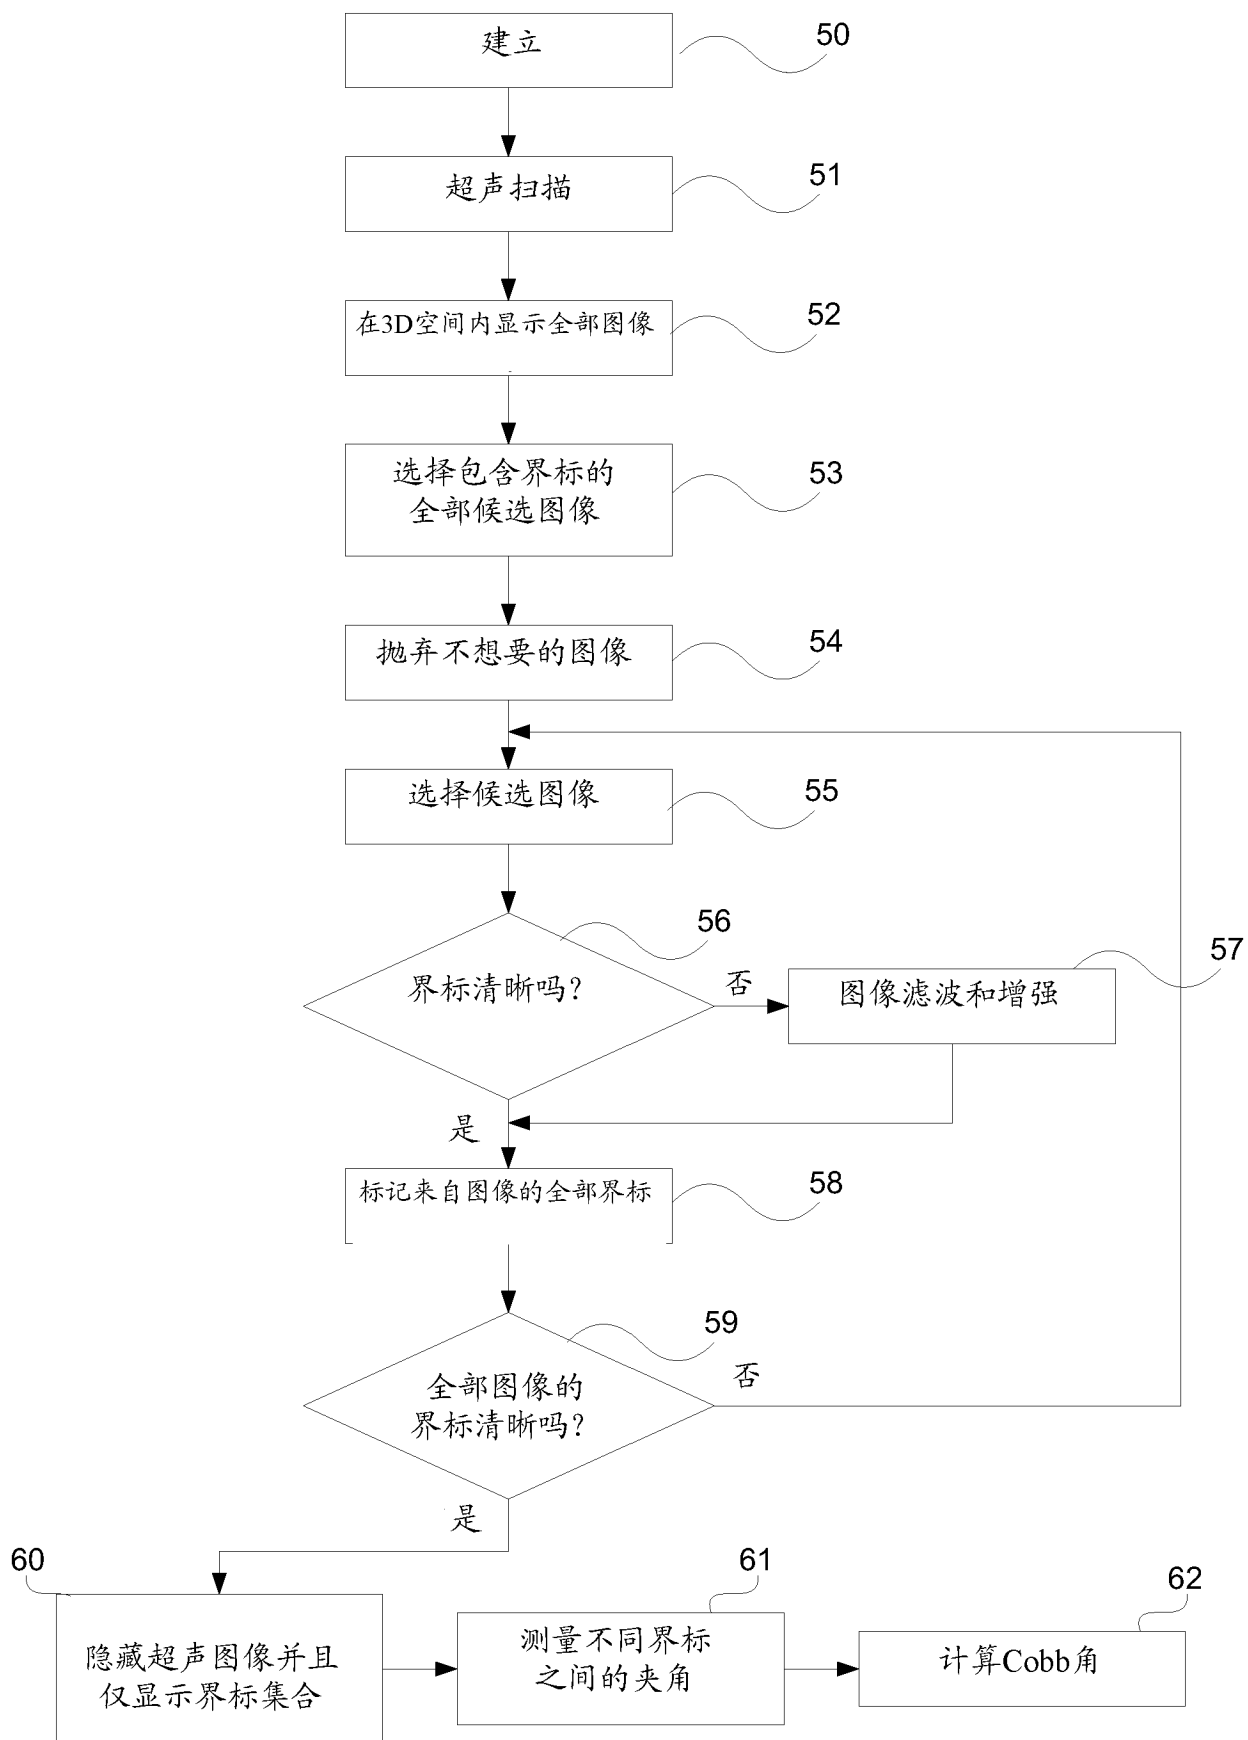 建立
50
超声扫描
51
在3D空间内显示全部图像
52
选择包含界标的
全部候选图像
53
抛弃不想要的图像
54
选择候选图像
55
56
界标清晰吗?
否
57
图像滤波和增强
是
标记来自图像的全部界标
58
59
全部图像的
界标清晰吗?
否
是
60
隐藏超声图像并且
仅显示界标集合
61
测量不同界标
之间的夹角
62
计算Cobb角